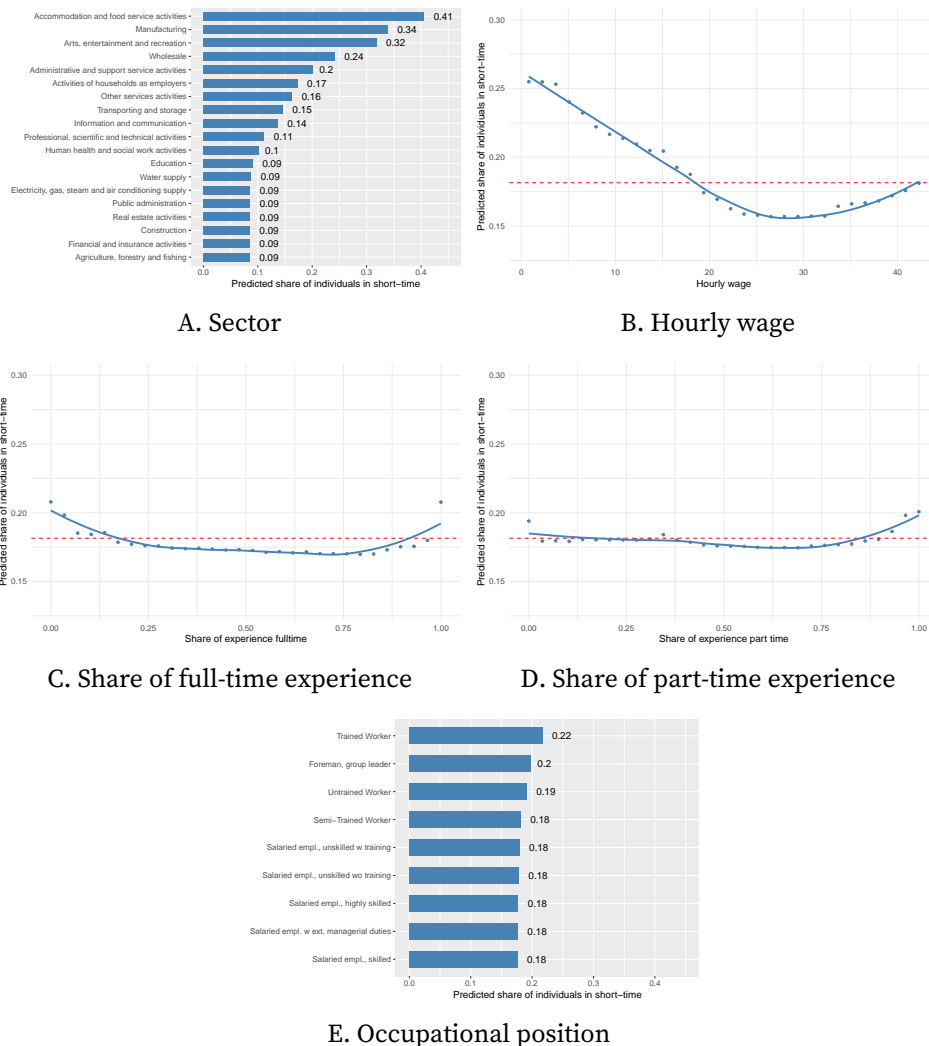 Accommodation and food service activities 0.41
Manufacturing 0.34
Arts, entertainment and recreation 0.32
Wholesale 0.24
Administrative and support service activities 0.2
Activities of households as employers 0.17
Other services activities 0.16
Transporting and storage 0.15
Information and communication 0.14
Professional, scientific and technical activities 0.11
Human health and social work activities 0.1
Education 0.09
Water supply 0.09
Electricity, gas, steam and air conditioning supply 0.09
Public administration 0.09
Real estate activities 0.09
Construction 0.09
Financial and insurance activities 0.09
Agriculture, forestry and fishing 0.09
0.0 0.1 0.2 0.3 0.4
Predicted share of individuals in short−time
A. Sector
Predicted share of individuals in short−time
0.30
0.25
0.20
0.15
0 10 20 30 40
Hourly wage
B. Hourly wage
Predicted share of individuals in short−time
0.30
0.25
0.20
0.15
0.00 0.25 0.50 0.75 1.00
Share of experience fulltime
C. Share of full-time experience
Predicted share of individuals in short−time
0.30
0.25
0.20
0.15
0.00 0.25 0.50 0.75 1.00
Share of experience part time
D. Share of part-time experience
Trained Worker 0.22
Foreman, group leader 0.2
Untrained Worker 0.19
Semi−Trained Worker 0.18
Salaried empl., unskilled w training 0.18
Salaried empl., unskilled wo training 0.18
Salaried empl., highly skilled 0.18
Salaried empl. w ext. managerial duties 0.18
Salaried empl., skilled 0.18
0.0 0.1 0.2 0.3 0.4
Predicted share of individuals in short−time
E. Occupational position